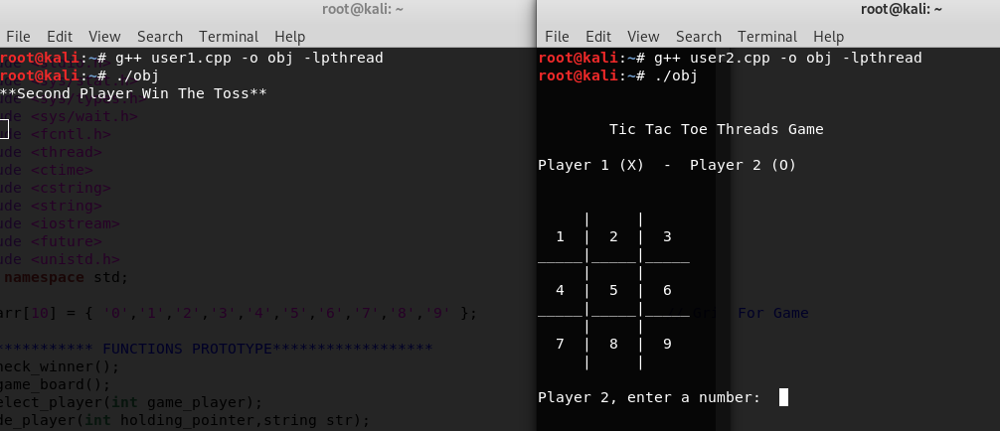 root@kali: ~
File Edit View Search Terminal Help
root@kali:~# g++ user1.cpp -o obj -lpthread
root@kali:~# ./obj
**Second Player Win The Toss**
ude <sys/types.h>
ude <sys/wait.h>
ude <fcntl.h>
ude <thread>
ude <ctime>
ude <cstring>
ude <string>
ude <iostream>
ude <future>
ude <unistd.h>
namespace std;
arr[10] = { '0','1','2','3','4','5','6','7','8','9' };
For Game
*********** FUNCTIONS PROTOTYPE******************
heck_winner();
game_board();
elect_player(int game_player);
de_player(int holding_pointer,string str);
root@kali: ~
File Edit View Search Terminal Help
root@kali:~# g++ user2.cpp -o obj -lpthread
root@kali:~# ./obj
Tic Tac Toe Threads Game
Player 1 (X)  -  Player 2 (O)
     |     |
  1  |  2  |  3
_____|_____|_____
     |     |
  4  |  5  |  6
_____|_____|_____
     |     |
  7  |  8  |  9
     |     |
Player 2, enter a number: